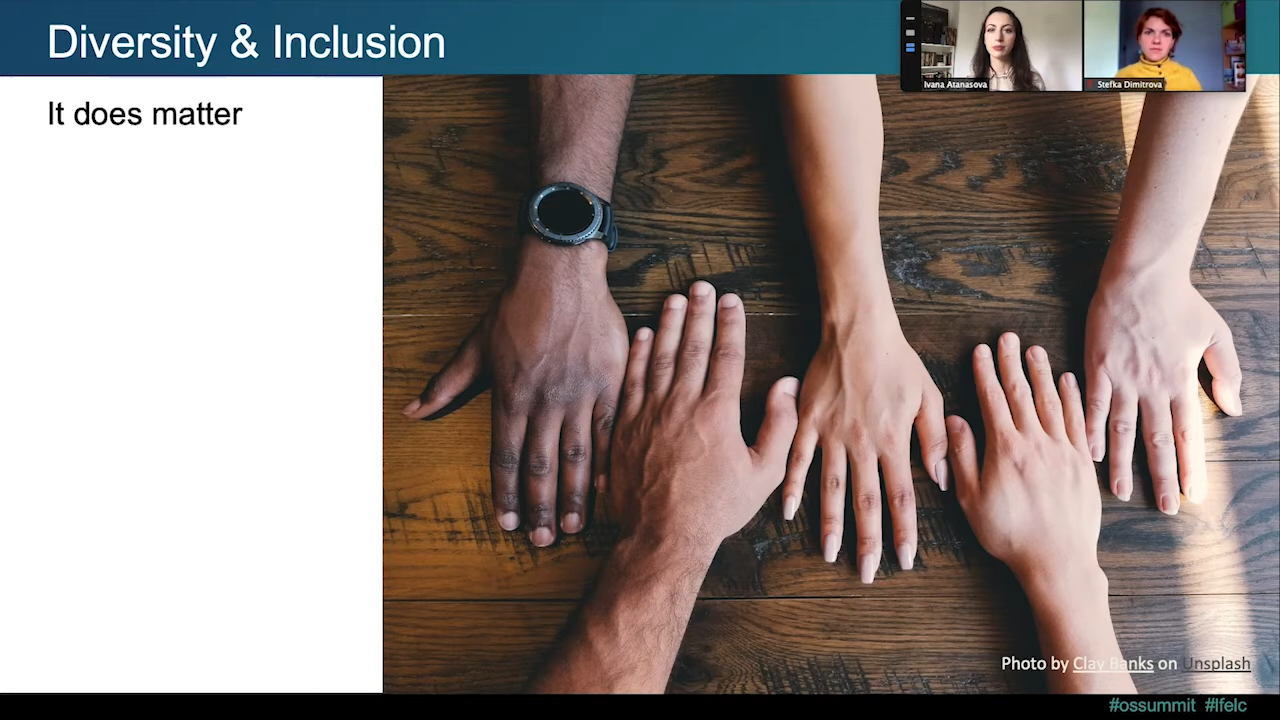 Diversity & Inclusion
Ivana Atanasova
Stefka Dimitrova
It does matter
Photo by Clay Banks on Unsplash
#ossummit #lfelc